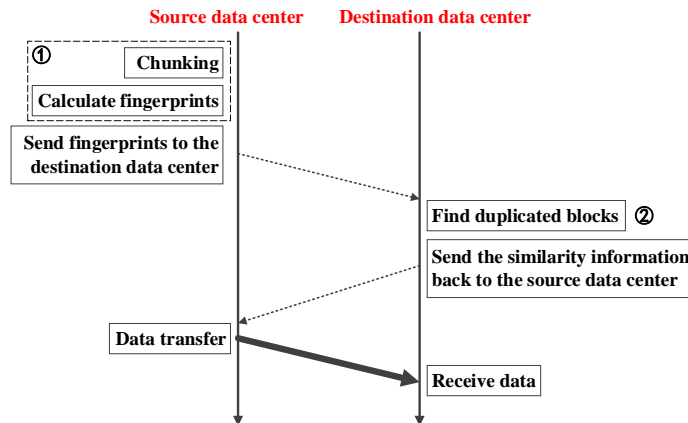 Source data center
Destination data center
①
Chunking
Calculate fingerprints
Send fingerprints to the
destination data center
Find duplicated blocks
②
Send the similarity information
back to the source data center
Data transfer
Receive data